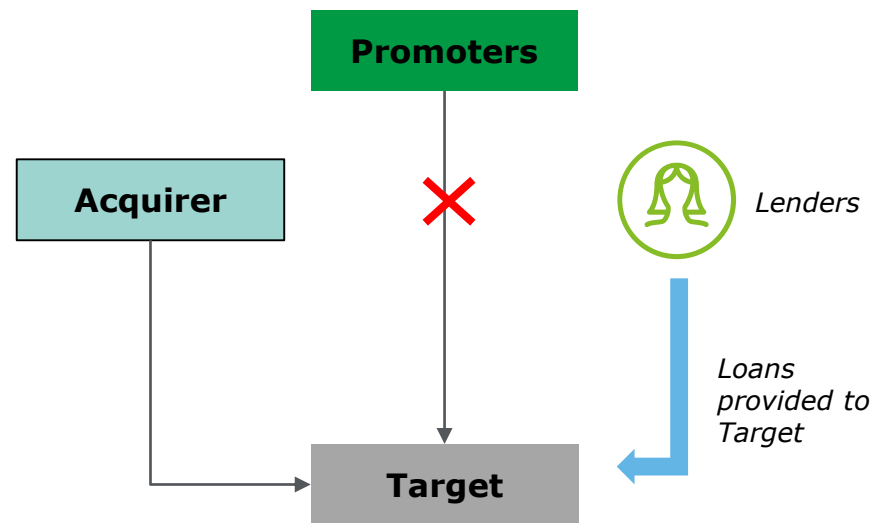 Promoters
Acquirer
Lenders
Loans
provided to
Target
Target